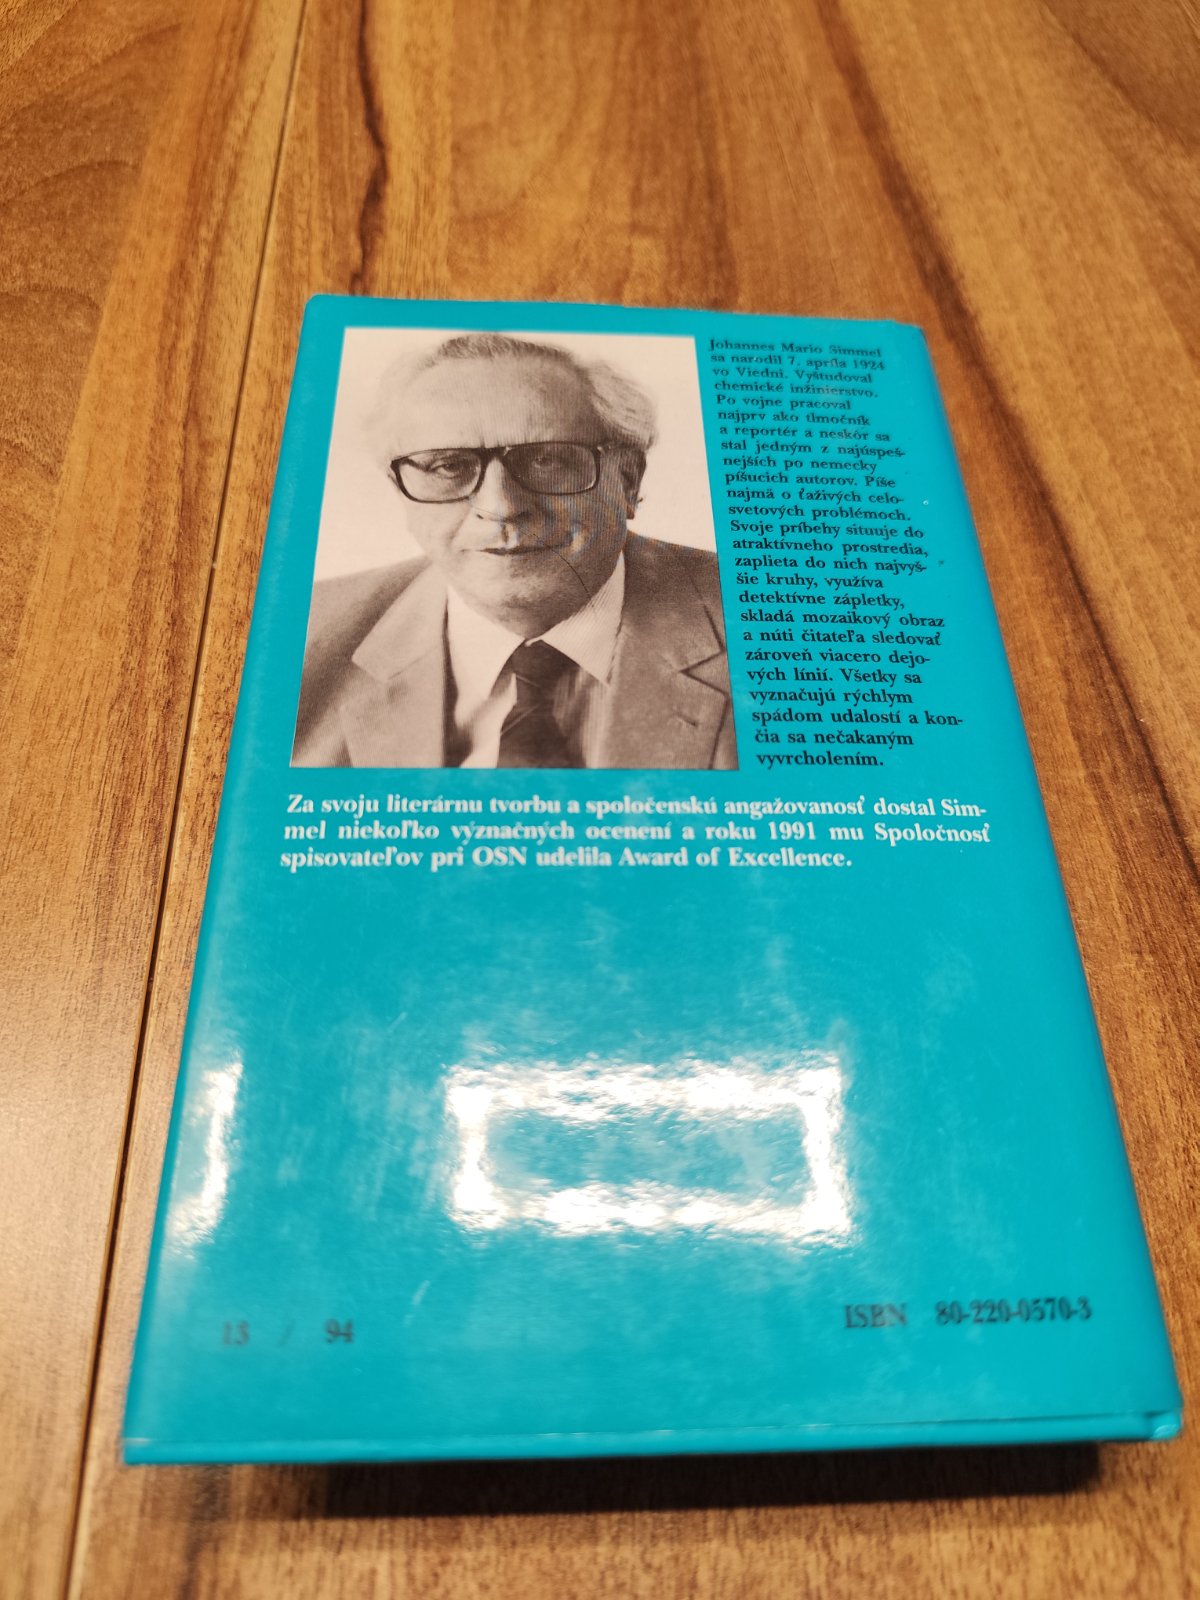 Johannes Mario Simmel
sa narodil 7. apríla 1924
vo Viedni. Vyštudoval
chemické inžinierstvo.
Po vojne pracoval
najprv ako tlmočník
a reportér a neskôr sa
stal jedným z najúspeš-
nejších po nemecky
píšucich autorov. Píše
najmä o ťaživých celo-
svetových problémoch.
Svoje príbehy situuje do
atraktívneho prostredia,
zaplieta do nich najvyš-
šie kruhy, využíva
detektívne zápletky,
skladá mozaikový obraz
a núti čitateľa sledovať
zároveň viacero dejo-
vých línií. Všetky sa
vyznačujú rýchlym
spádom udalostí a kon-
čia sa nečakaným
vyvrcholením.
Za svoju literárnu tvorbu a spoločenskú angažovanosť dostal Sim-
mel niekoľko význačných ocenení a roku 1991 mu Spoločnosť
spisovateľov pri OSN udelila Award of Excellence.
13 / 94
ISBN 80-220-0570-3